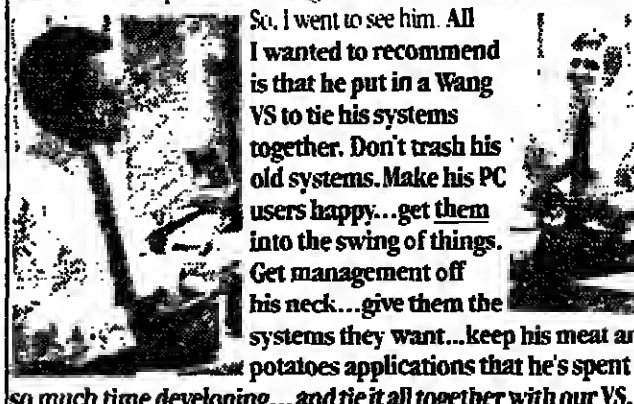 So, I went to see him. All
I wanted to recommend
is that he put in a Wang
VS to tie his systems
together. Don't trash his
old systems. Make his PC
users happy...get them
into the swing of things.
Get management off
his neck...give them the
systems they want...keep his meat
potatoes applications that he's spent
so much time developing... and tie it all together with our VS.